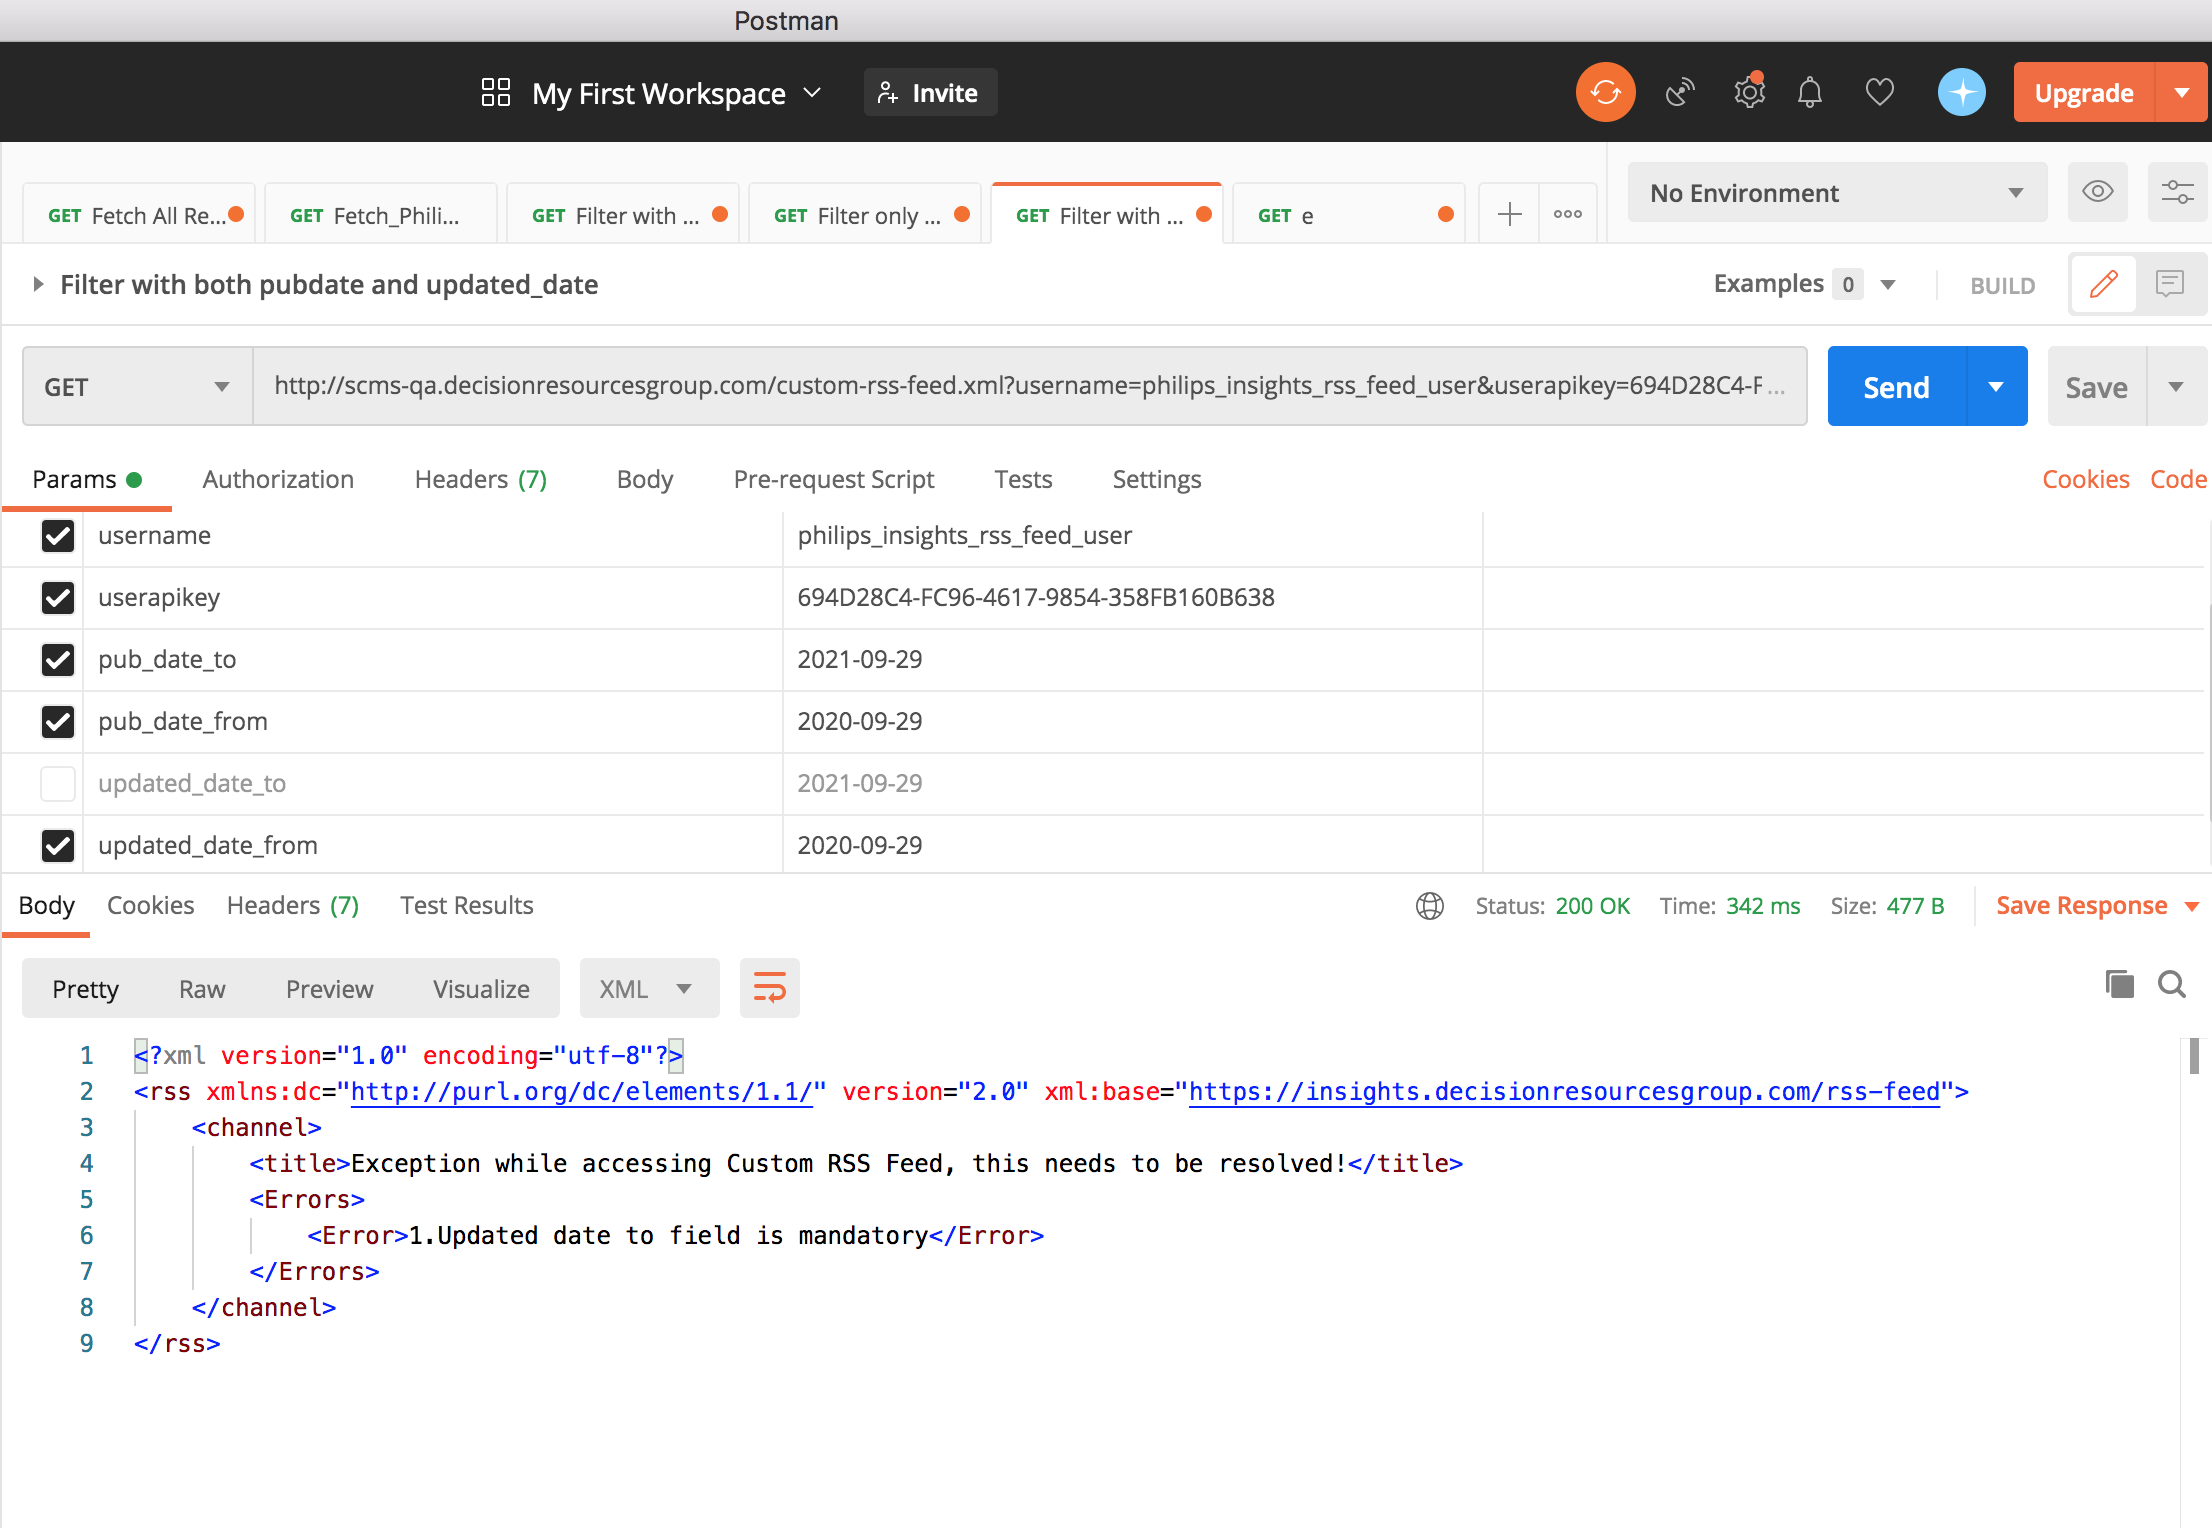 Postman
My First Workspace
Invite
Upgrade
GET Fetch All Re...
GET Fetch_Phili...
GET Filter with ...
GET Filter only ...
GET Filter with ...
GET e
No Environment
Filter with both pubdate and updated_date
Examples 0
BUILD
GET
http://scms-qa.decisionresourcesgroup.com/custom-rss-feed.xml?username=philips_insights_rss_feed_user&userapikey=694D28C4-F ...
Send
Save
Params
Authorization
Headers (7)
Body
Pre-request Script
Tests
Settings
Cookies
Code
username philips_insights_rss_feed_user
userapikey 694D28C4-FC96-4617-9854-358FB160B638
pub_date_to 2021-09-29
pub_date_from 2020-09-29
updated_date_to 2021-09-29
updated_date_from 2020-09-29
Body
Cookies
Headers (7)
Test Results
Status: 200 OK
Time: 342 ms
Size: 477 B
Save Response
Pretty
Raw
Preview
Visualize
XML
1 <?xml version="1.0" encoding="utf-8"?>
2 <rss xmlns:dc="http://purl.org/dc/elements/1.1/" version="2.0" xml:base="https://insights.decisionresourcesgroup.com/rss-feed">
3 <channel>
4 <title>Exception while accessing Custom RSS Feed, this needs to be resolved!</title>
5 <Errors>
6 <Error>1.Updated date to field is mandatory</Error>
7 </Errors>
8 </channel>
9 </rss>